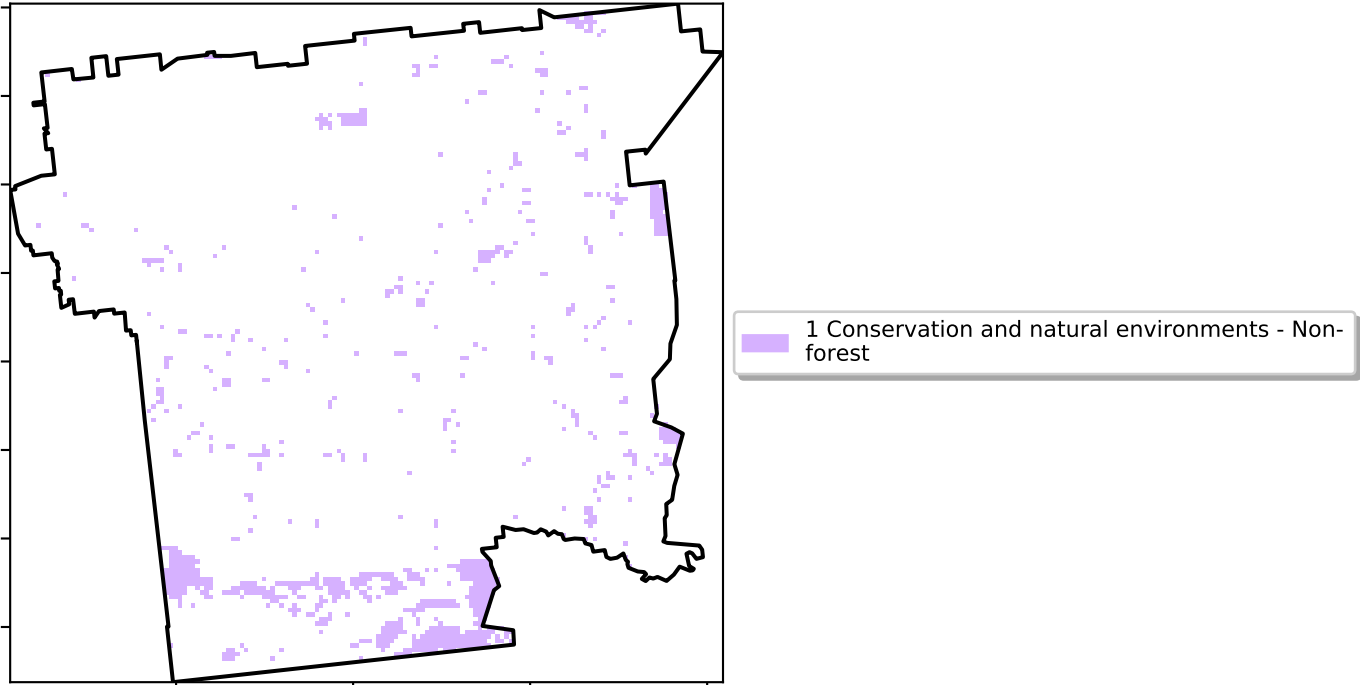 1 Conservation and natural environments - Non-
forest